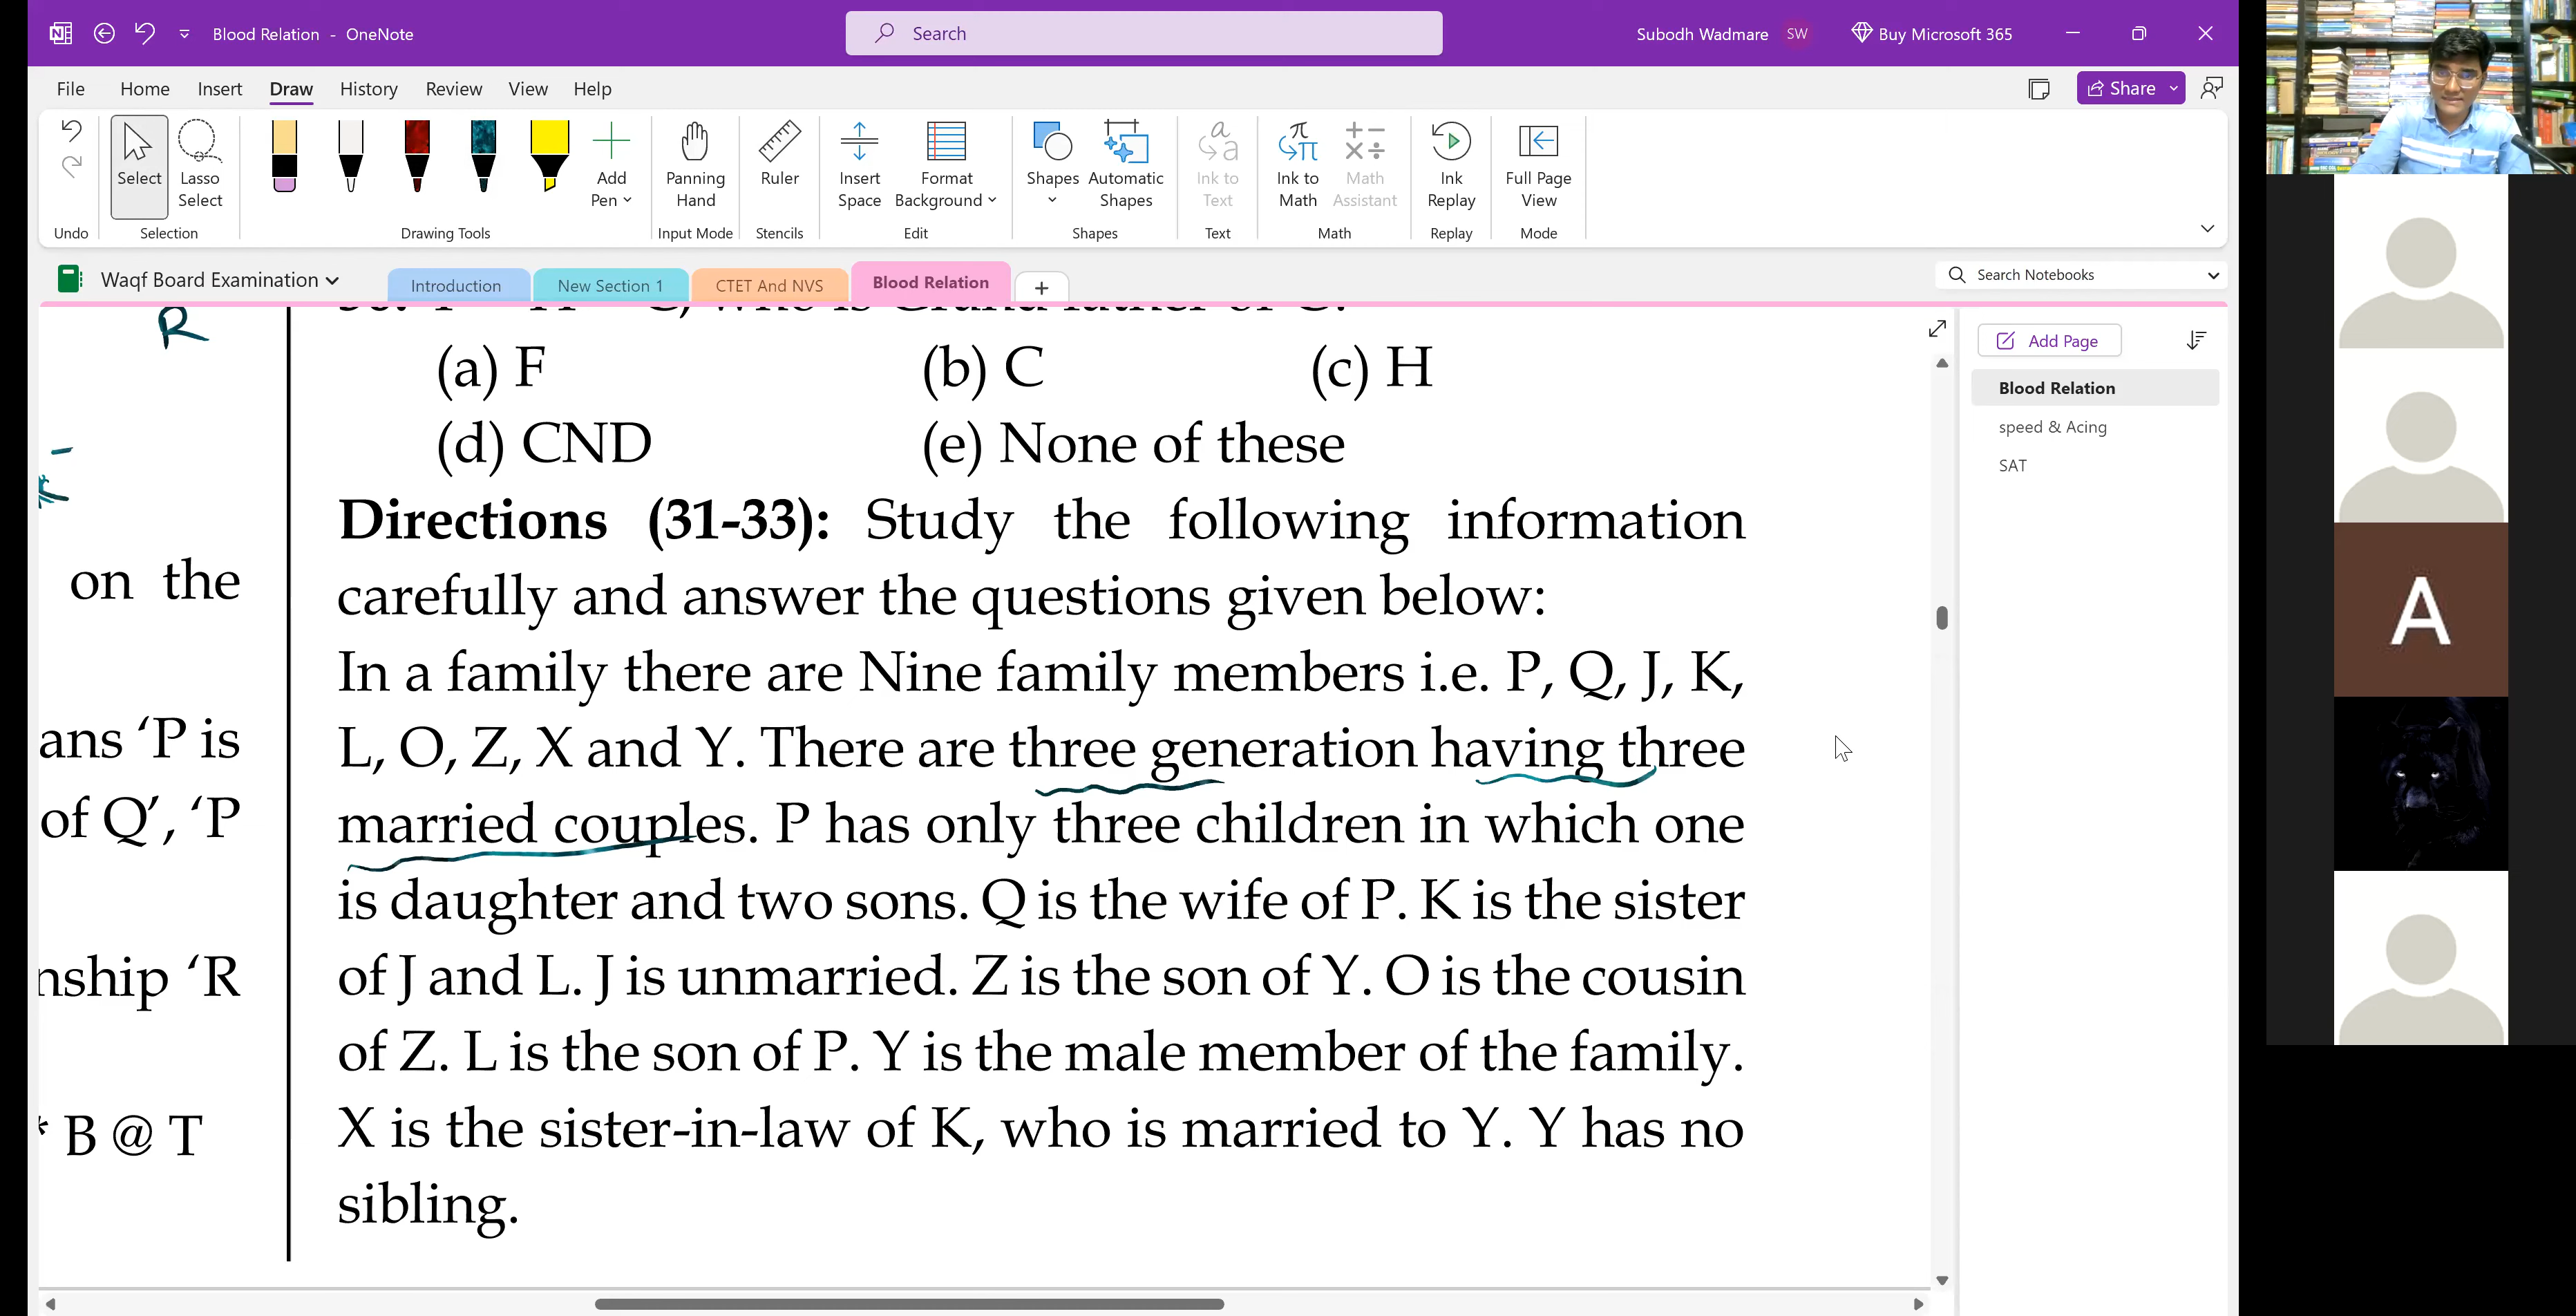 Blood Relation - OneNote
Search
Subodh Wadmare SW
Buy Microsoft 365
File Home Insert Draw History Review View Help
Share
Select
Lasso Select
Add Pen
Panning Hand
Ruler
Insert Space
Format Background
Shapes
Automatic Shapes
Ink to Text
Ink to Math
Math Assistant
Ink Replay
Full Page View
Undo Selection Drawing Tools Input Mode Stencils Edit Shapes Text Math Replay Mode
Waqf Board Examination
Introduction New Section 1 CTET And NVS Blood Relation +
Search Notebooks
Add Page
Blood Relation
speed & Acing
SAT
R
on the
ans ‘P is
of Q’, ‘P
nship ‘R
* B @ T
(a) F (b) C (c) H
(d) CND (e) None of these
Directions (31-33): Study the following information
carefully and answer the questions given below:
In a family there are Nine family members i.e. P, Q, J, K,
L, O, Z, X and Y. There are three generation having three
married couples. P has only three children in which one
is daughter and two sons. Q is the wife of P. K is the sister
of J and L. J is unmarried. Z is the son of Y. O is the cousin
of Z. L is the son of P. Y is the male member of the family.
X is the sister-in-law of K, who is married to Y. Y has no
sibling.
A